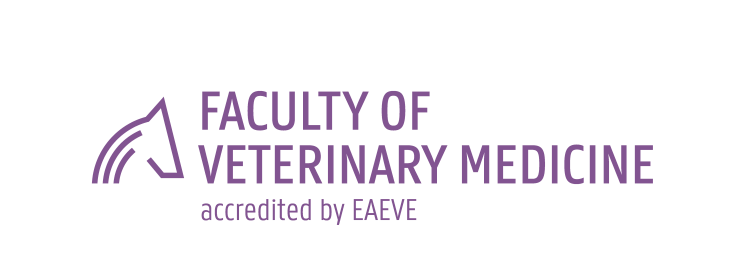 FACULTY OF
VETERINARY MEDICINE
accredited by EAEVE